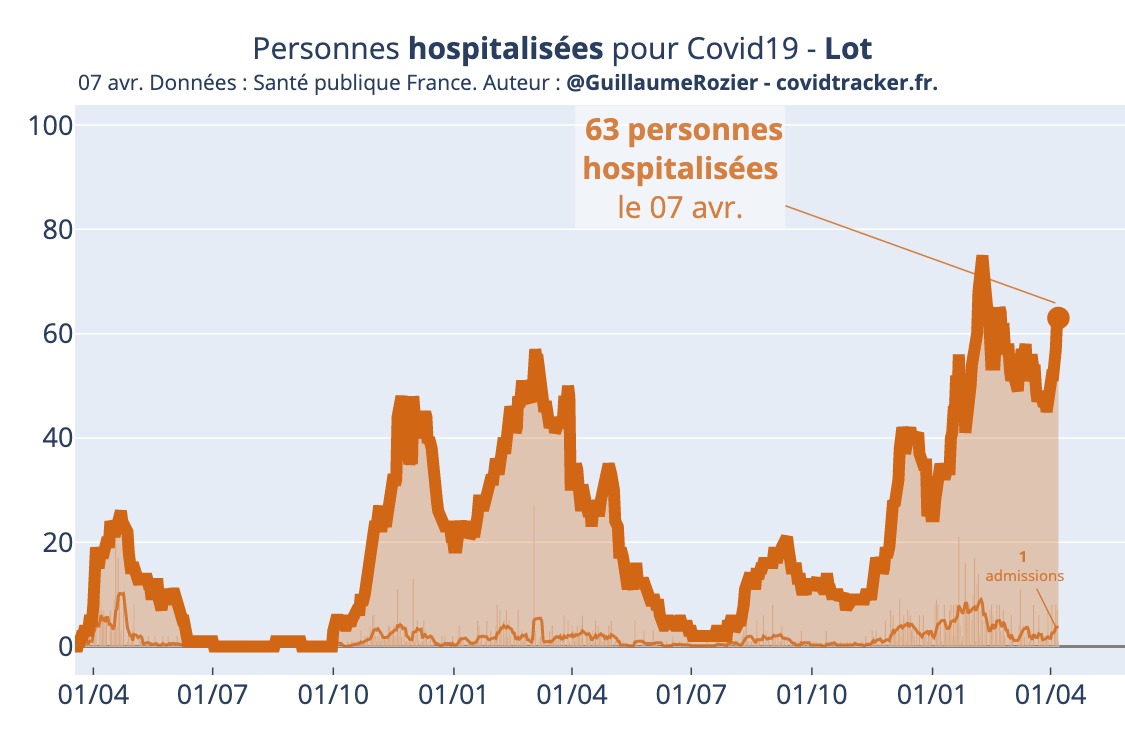 Personnes hospitalisées pour Covid19 - Lot
07 avr. Données : Santé publique France. Auteur : @GuillaumeRozier - covidtracker.fr.
100
80
60
40
20
0
63 personnes
hospitalisées
le 07 avr.
1
admissions
01/04
01/07
01/10
01/01
01/04
01/07
01/10
01/01
01/04